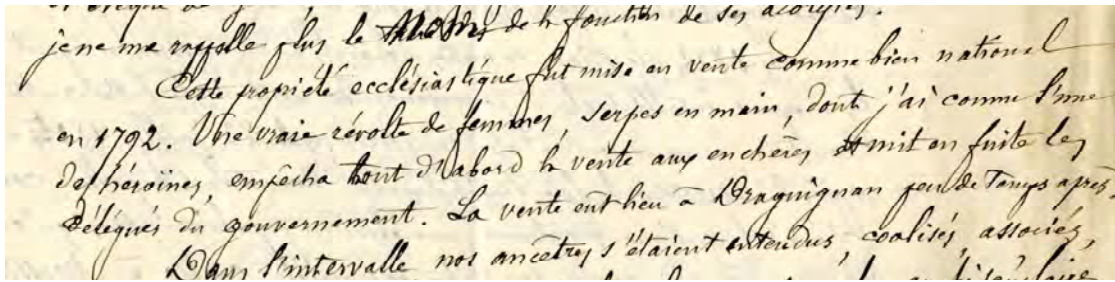 je ne me rappelle plus le de la fonction de ses acolytes.
Cette propriété ecclésiastique fut mise en vente comme bien national
en 1792. Une vraie révolte de femmes, serpes en main, dont j'ai connu l'une
des héroïnes, empêcha tout d'abord la vente aux enchères et mit en fuite les
délégués du gouvernement. La vente eut lieu à Draguignan peu de temps après.
Dans l'intervalle nos ancêtres s'étaient entendus, coalisés, associés,